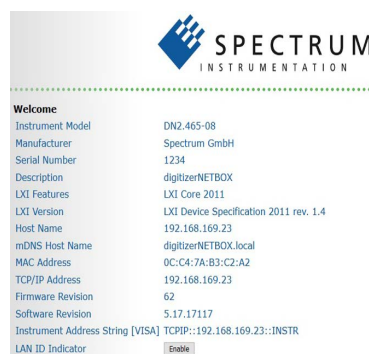 SPECTRUM
INSTRUMENTATION
Welcome
Instrument Model DN2.465-08
Manufacturer Spectrum GmbH
Serial Number 1234
Description digitizerNETBOX
LXI Features LXI Core 2011
LXI Version LXI Device Specification 2011 rev. 1.4
Host Name 192.168.169.23
mDNS Host Name digitizerNETBOX.local
MAC Address 0C:C4:7A:B3:C2:A2
TCP/IP Address 192.168.169.23
Firmware Revision 62
Software Revision 5.17.17117
Instrument Address String [VISA] TCPIP::192.168.169.23::INSTR
LAN ID Indicator Enable